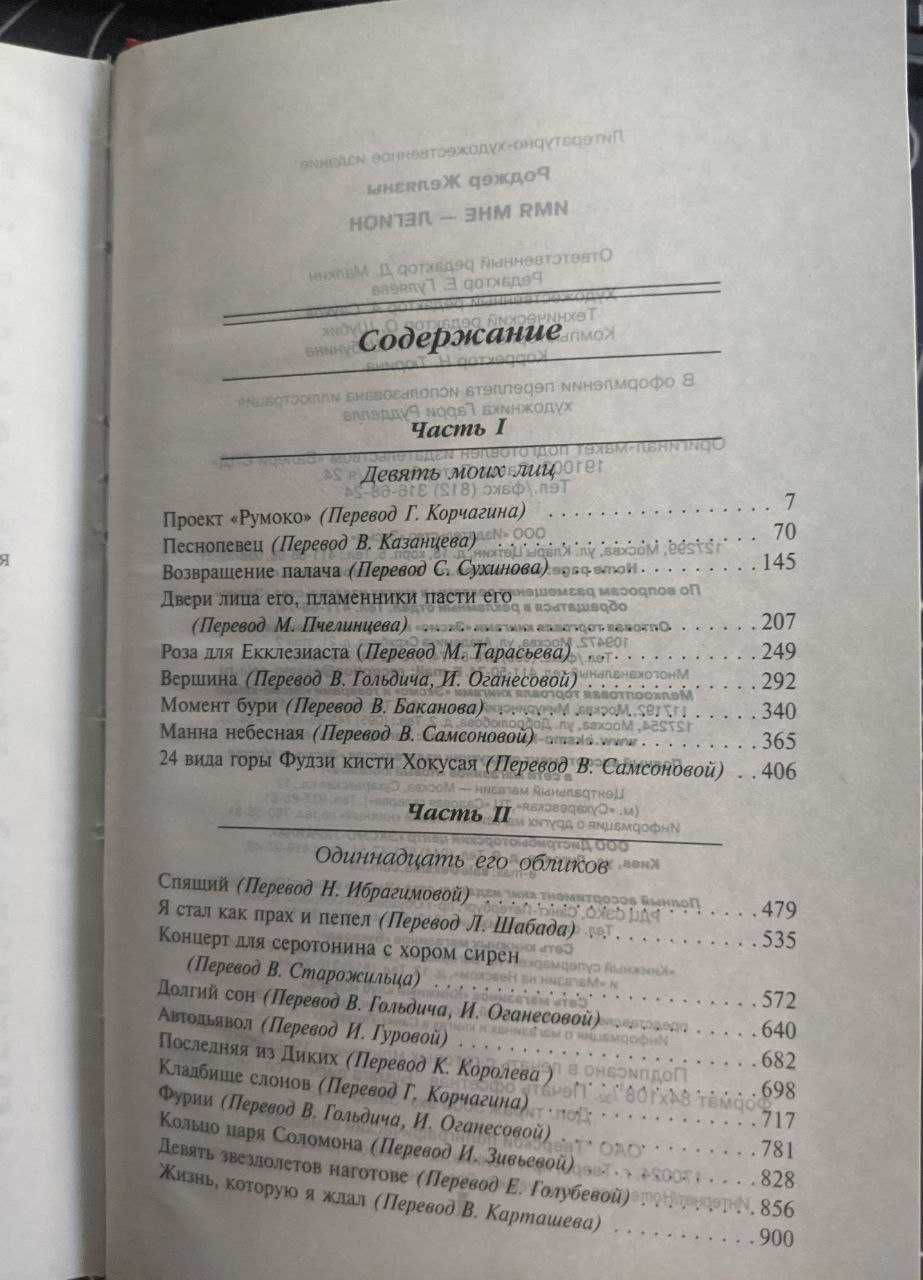 Содержание
Часть I
Девять моих лиц
Проект «Румоко» (Перевод Г. Корчагина) . . . . . . . . . . . . . . . . . . 7
Песнопевец (Перевод В. Казанцева) . . . . . . . . . . . . . . . . . . . . 70
Возвращение палача (Перевод С. Сухинова) . . . . . . . . . . . . . . 145
Двери лица его, пламенники пасти его
(Перевод М. Пчелинцева) . . . . . . . . . . . . . . . . . . . . . . . . 207
Роза для Екклезиаста (Перевод М. Тарасьева) . . . . . . . . . . . . . 249
Вершина (Перевод В. Гольдича, И. Оганесовой) . . . . . . . . . . . . 292
Момент бури (Перевод В. Баканова) . . . . . . . . . . . . . . . . . . . 340
Манна небесная (Перевод В. Самсоновой) . . . . . . . . . . . . . . . 365
24 вида горы Фудзи кисти Хокусая (Перевод В. Самсоновой) . . 406
Часть II
Одиннадцать его обликов
Спящий (Перевод Н. Ибрагимовой) . . . . . . . . . . . . . . . . . . . 479
Я стал как прах и пепел (Перевод Л. Шабада) . . . . . . . . . . . . . 535
Концерт для серотонина с хором сирен
(Перевод В. Старожильца) . . . . . . . . . . . . . . . . . . . . . . . 572
Долгий сон (Перевод В. Гольдича, И. Оганесовой) . . . . . . . . . . 640
Автодьявол (Перевод И. Гуровой) . . . . . . . . . . . . . . . . . . . . 682
Последняя из Диких (Перевод К. Королева ) . . . . . . . . . . . . . . 698
Кладбище слонов (Перевод Г. Корчагина) . . . . . . . . . . . . . . . 717
Фурии (Перевод В. Гольдича, И. Оганесовой) . . . . . . . . . . . . . 781
Кольцо царя Соломона (Перевод И. Зивьевой) . . . . . . . . . . . . 828
Девять звездолетов наготове (Перевод Е. Голубевой) . . . . . . . . 856
Жизнь, которую я ждал (Перевод В. Карташева) . . . . . . . . . . . 900
я